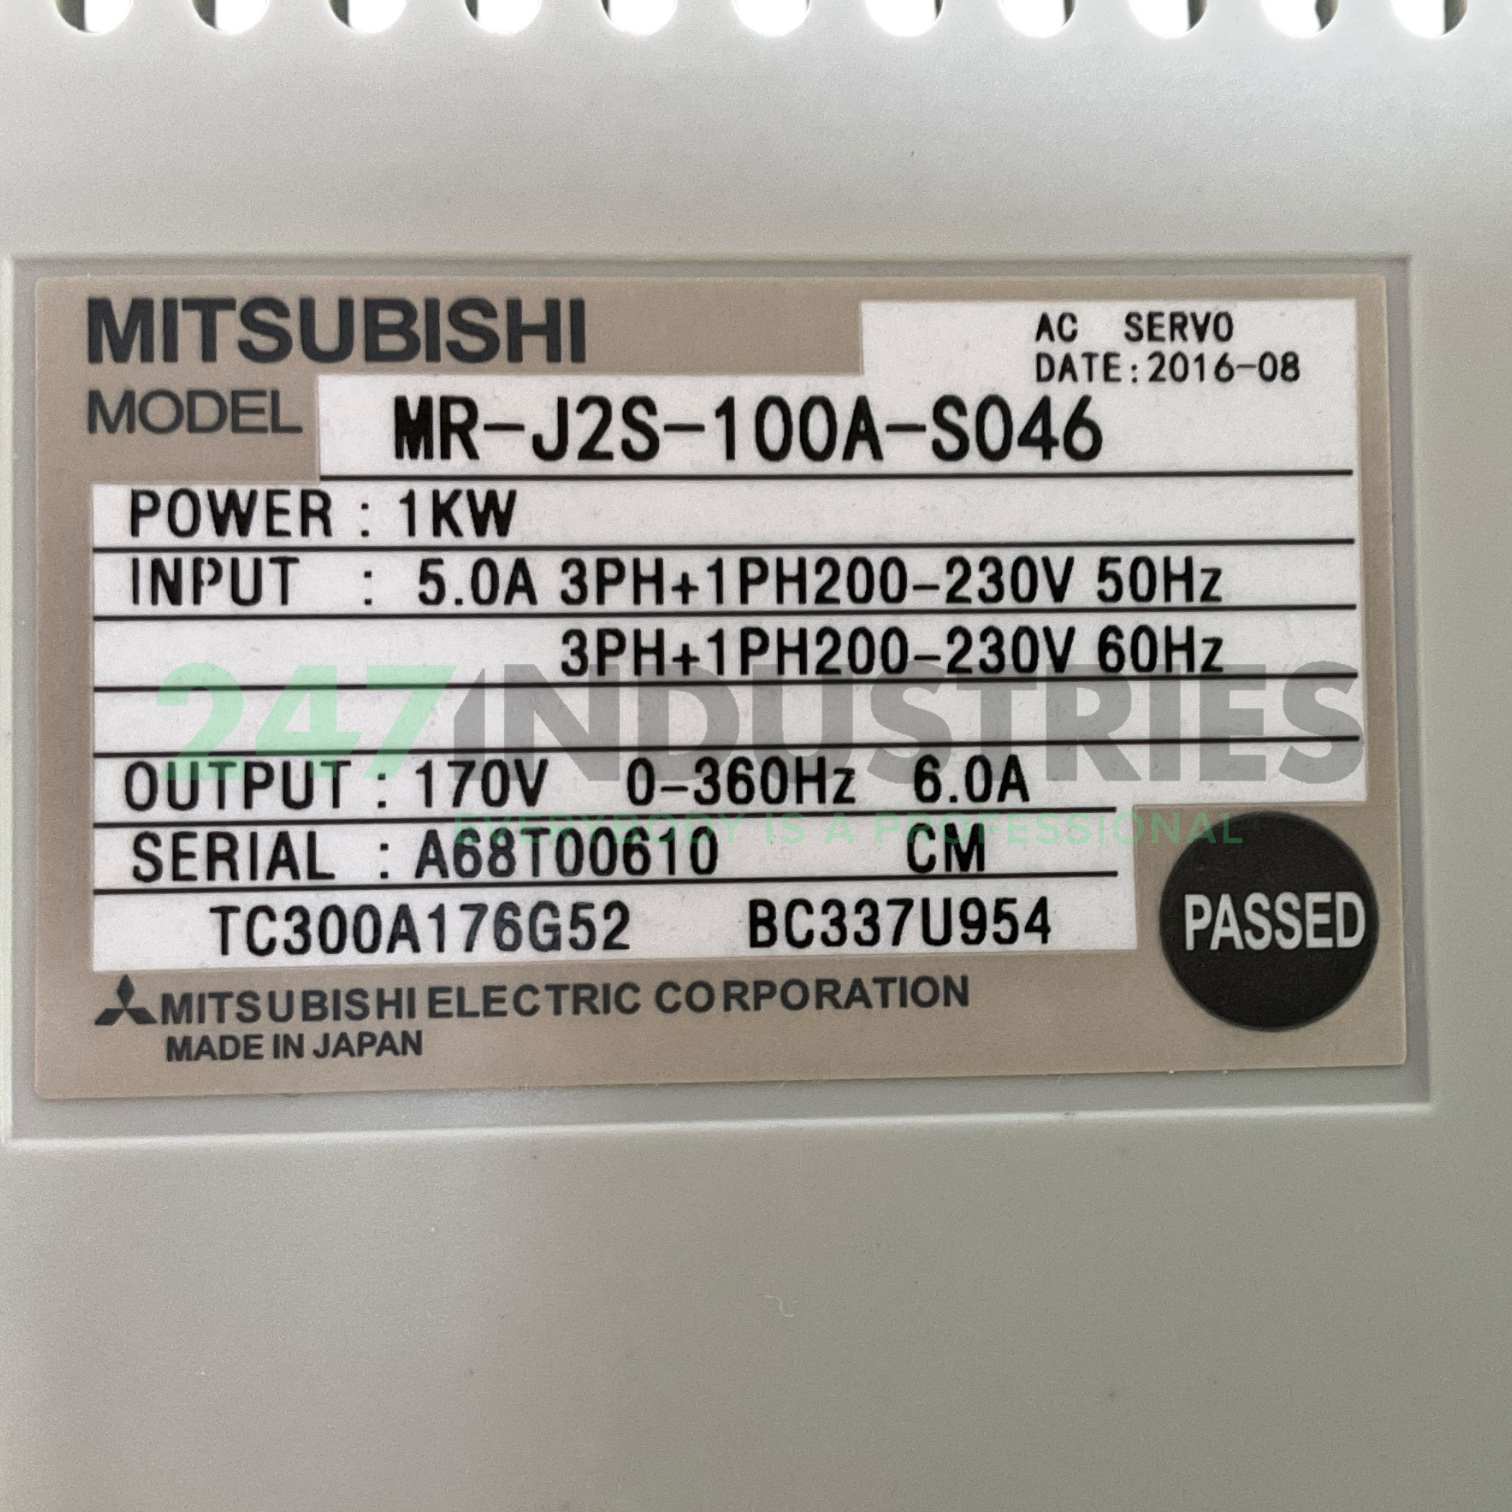 MITSUBISHI
AC SERVO
DATE:2016-08
MODEL MR-J2S-100A-S046
POWER : 1KW
INPUT : 5.0A 3PH+1PH200-230V 50Hz
3PH+1PH200-230V 60Hz
247INDUSTRIES
OUTPUT : 170V 0-360Hz 6.0A
EVERYBODY IS A PROFESSIONAL
SERIAL : A68T00610 CM
TC300A176G52 BC337U954
PASSED
MITSUBISHI ELECTRIC CORPORATION
MADE IN JAPAN